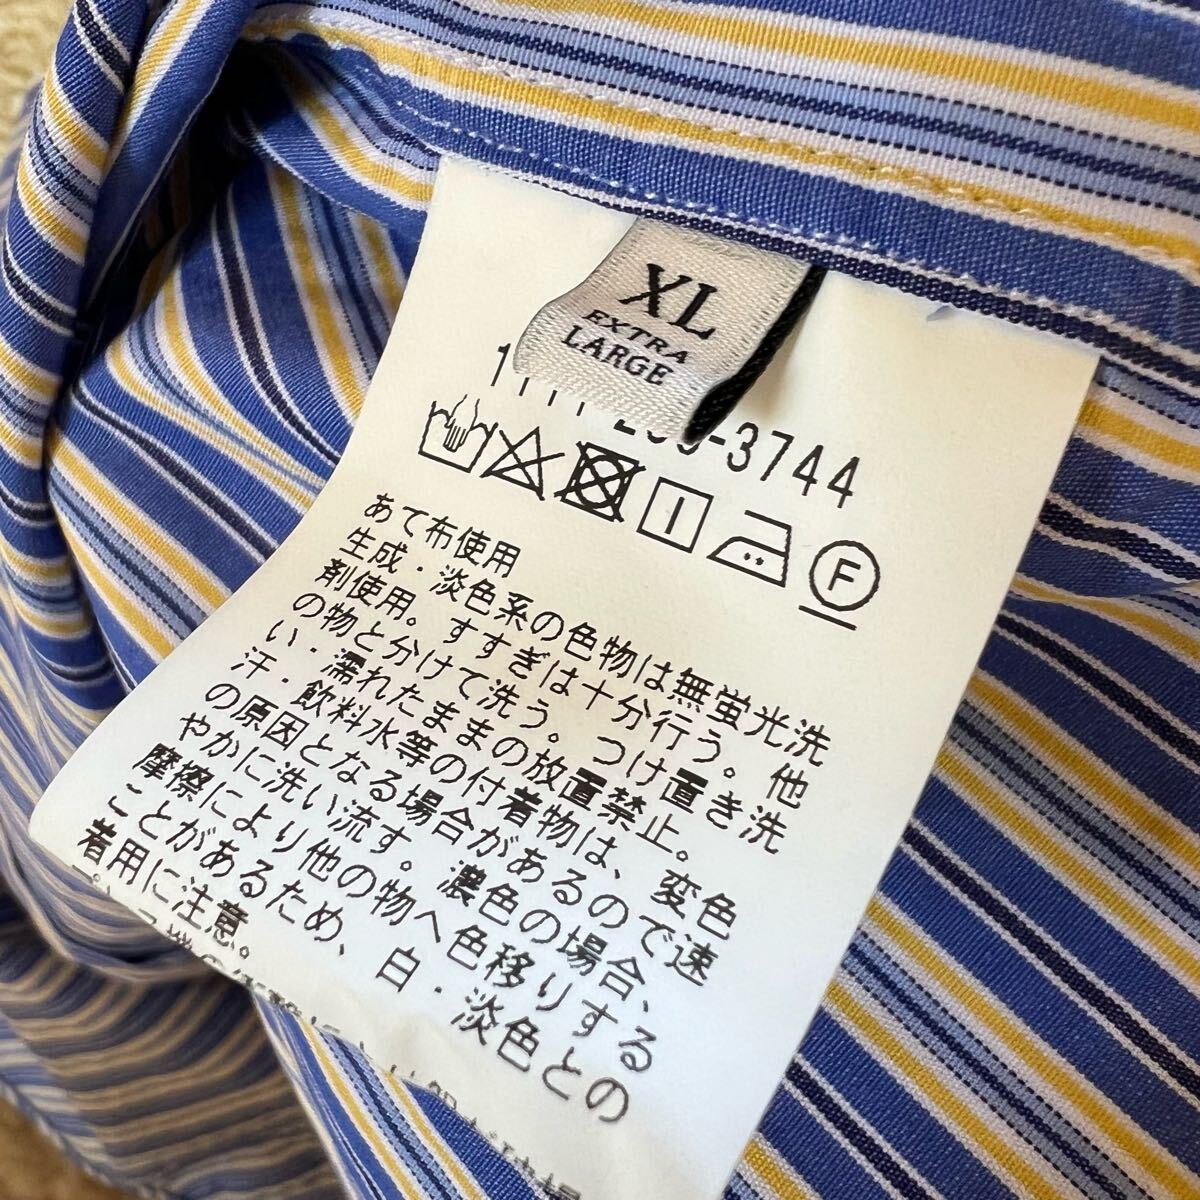 XL
EXTRA
LARGE
-3744
F
あて布使用
生成・淡色系の色物は無蛍光洗
剤使用。すすぎは十分行う。他
の物と分けて洗う。つけ置き洗
い・濡れたままの放置禁止。
汗・飲料水等の付着物は、変色
の原因となる場合があるので速
やかに洗い流す。濃色の場合、
摩擦により他の物へ色移りする
ことがあるため、白・淡色との
着用に注意。